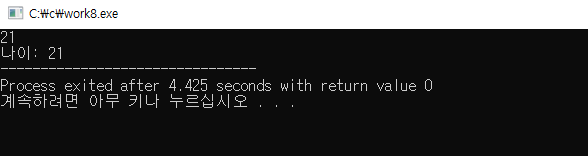 C:₩c₩work8.exe
21
나이: 21
--------------------------------
Process exited after 4.425 seconds with return value 0
계속하려면 아무 키나 누르십시오 . . .